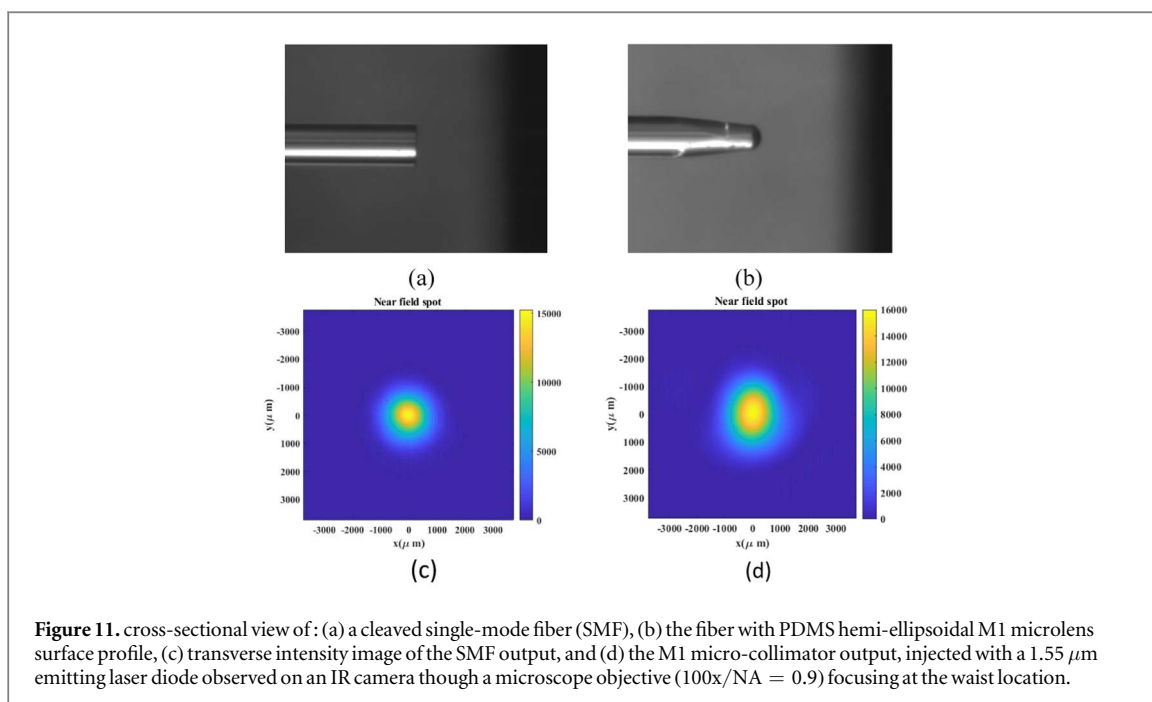 (a)
(b)
Near field spot
-3000
-2000
-1000
0
1000
2000
3000
y(μ m)
-3000 -2000 -1000 0 1000 2000 3000
x(μ m)
15000
10000
5000
0
(c)
Near field spot
-3000
-2000
-1000
0
1000
2000
3000
y(μ m)
-3000 -2000 -1000 0 1000 2000 3000
x(μ m)
16000
14000
12000
10000
8000
6000
4000
2000
0
(d)
Figure 11. cross-sectional view of : (a) a cleaved single-mode fiber (SMF), (b) the fiber with PDMS hemi-ellipsoidal M1 microlens
surface profile, (c) transverse intensity image of the SMF output, and (d) the M1 micro-collimator output, injected with a 1.55 μm
emitting laser diode observed on an IR camera though a microscope objective (100x/NA = 0.9) focusing at the waist location.